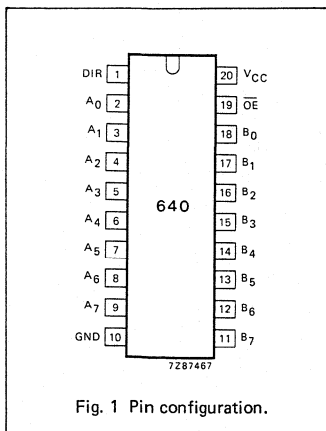 DIR 1 20 VCC
A0 2 19 OE
A1 3 18 B0
A2 4 17 B1
A3 5 16 B2
640
A4 6 15 B3
A5 7 14 B4
A6 8 13 B5
A7 9 12 B6
GND 10 11 B7
7Z87467
Fig. 1 Pin configuration.